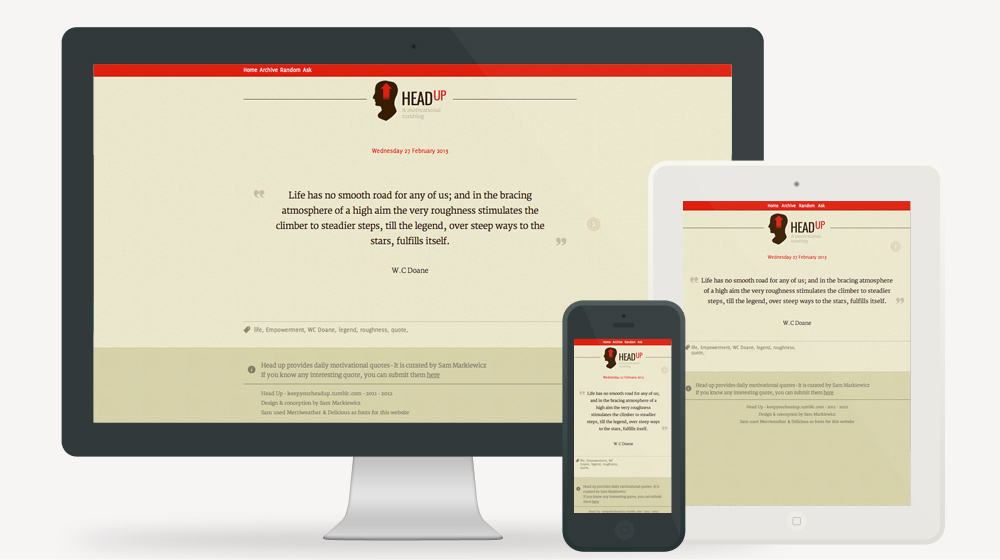 Home Archive Random Ask
HEADUP
A motivational
tumblog
Wednesday 27 February 2013
“
Life has no smooth road for any of us; and in the bracing
atmosphere of a high aim the very roughness stimulates the
climber to steadier steps, till the legend, over steep ways to the
stars, fulfills itself.
”
W.C Doane
life, Empowerment, WC Doane, legend, roughness, quote,
Head up provides daily motivational quotes - It is curated by Sam Markiewicz
If you know any interesting quote, you can submit them here
Head Up - keepyourheadup.tumblr.com - 2011 - 2012
Design & conception by Sam Markiewicz
Sam used Merriweather & Delicious as fonts for this website
Home Archive Random Ask
HEADUP
A motivational
tumblog
Wednesday 27 February 2013
“
Life has no smooth road for any of us; and in the bracing atmosphere
of a high aim the very roughness stimulates the climber to steadier
steps, till the legend, over steep ways to the stars, fulfills itself.
”
W.C Doane
life, Empowerment, WC Doane, legend, roughness,
quote,
Head up provides daily motivational quotes - It is curated by Sam Markiewicz
If you know any interesting quote, you can submit them here
Head Up - keepyourheadup.tumblr.com - 2011 - 2012
Design & conception by Sam Markiewicz
Sam used Merriweather & Delicious as fonts for this website
Home Archive Random Ask
HEADUP
Wednesday 27 February 2013
“
Life has no smooth road for any of us;
and in the bracing atmosphere of a
high aim the very roughness
stimulates the climber to steadier
steps, till the legend, over steep ways
to the stars, fulfills itself.
”
W.C Doane
life, Empowerment, WC
Doane, legend, roughness,
quote,
Head up provides daily motivational quotes - It is
curated by Sam Markiewicz
If you know any interesting quote, you can submit
them here